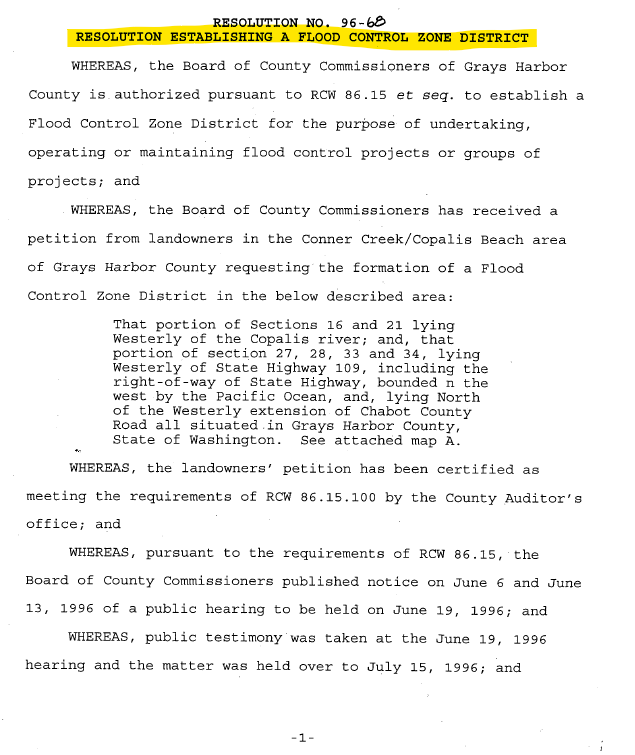 RESOLUTION NO. 96-68
RESOLUTION ESTABLISHING A FLOOD CONTROL ZONE DISTRICT
WHEREAS, the Board of County Commissioners of Grays Harbor
County is authorized pursuant to RCW 86.15 et seq. to establish a
Flood Control Zone District for the purpose of undertaking,
operating or maintaining flood control projects or groups of
projects; and
WHEREAS, the Board of County Commissioners has received a
petition from landowners in the Conner Creek/Copalis Beach area
of Grays Harbor County requesting the formation of a Flood
Control Zone District in the below described area:
That portion of Sections 16 and 21 lying
Westerly of the Copalis river; and, that
portion of section 27, 28, 33 and 34, lying
Westerly of State Highway 109, including the
right-of-way of State Highway, bounded n the
west by the Pacific Ocean, and, lying North
of the Westerly extension of Chabot County
Road all situated in Grays Harbor County,
State of Washington. See attached map A.
WHEREAS, the landowners' petition has been certified as
meeting the requirements of RCW 86.15.100 by the County Auditor's
office; and
WHEREAS, pursuant to the requirements of RCW 86.15, the
Board of County Commissioners published notice on June 6 and June
13, 1996 of a public hearing to be held on June 19, 1996; and
WHEREAS, public testimony was taken at the June 19, 1996
hearing and the matter was held over to July 15, 1996; and
-1-